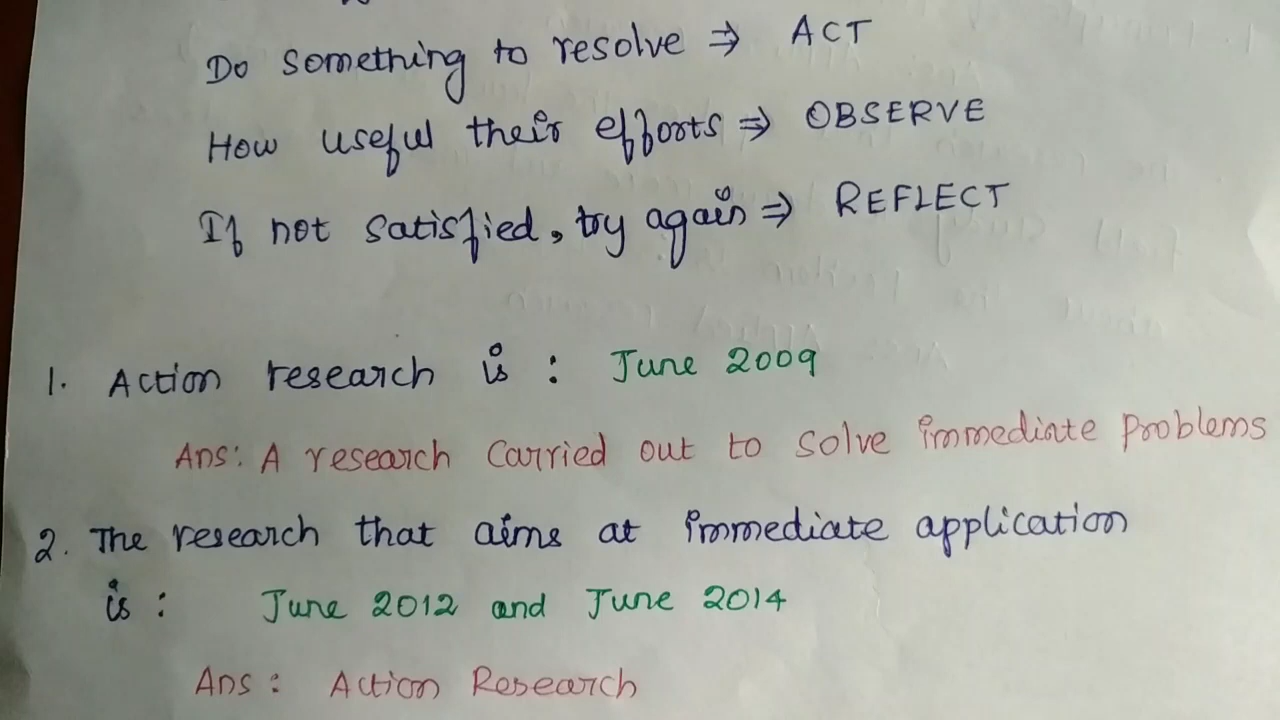 Do something to resolve ⇒ ACT
How useful their efforts ⇒ OBSERVE
If not satisfied, try again ⇒ REFLECT
1. Action research is : June 2009
Ans: A research carried out to solve immediate problems
2. The research that aims at immediate application
is : June 2012 and June 2014
Ans : Action Research